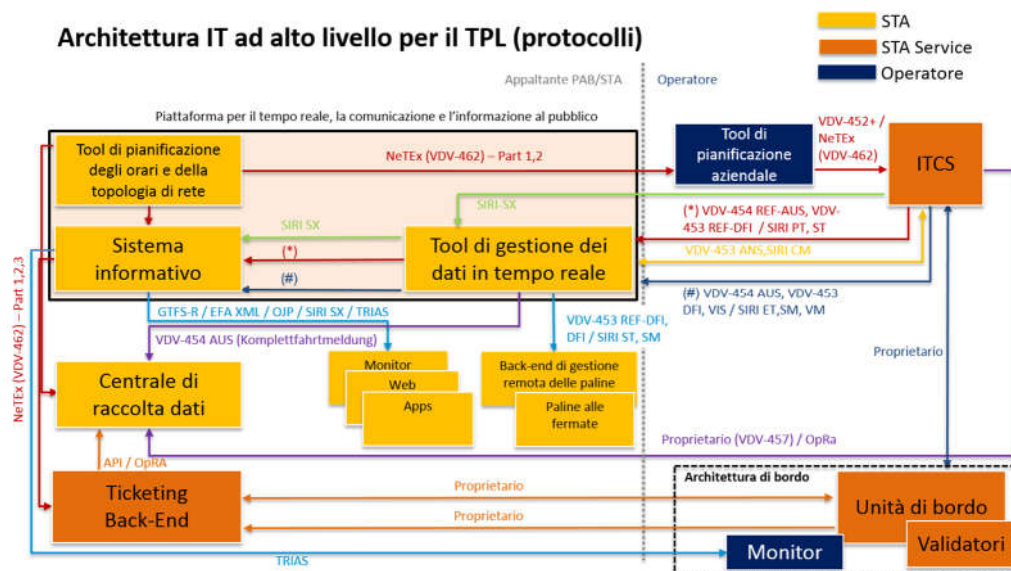 Architettura IT ad alto livello per il TPL (protocolli)
STA
STA Service
Operatore
Appaltante PAB/STA
Operatore
Piattaforma per il tempo reale, la comunicazione e l'informazione al pubblico
Tool di pianificazione
degli orari e della
topologia di rete
NeTEx (VDV-462) – Part 1,2
Tool di
pianificazione
aziendale
VDV-452+ /
NeTEx
(VDV-462)
ITCS
SIRI-SX
SIRI SX
(*) VDV-454 REF-AUS, VDV-
453 REF-DFI / SIRI PT, ST
Sistema
informativo
(*)
(#)
Tool di gestione dei
dati in tempo reale
VDV-453 ANS,SIRI CM
(#) VDV-454 AUS, VDV-453
DFI, VIS / SIRI ET,SM, VM
GTFS-R / EFA XML / OJP / SIRI SX / TRIAS
VDV-454 AUS (Komplettfahrtmeldung)
VDV-453 REF-DFI,
DFI / SIRI ST, SM
Proprietario
NeTEx (VDV-462) – Part 1,2,3
Centrale di
raccolta dati
Monitor
Web
Apps
Back-end di gestione
remota delle paline
Paline alle
fermate
Proprietario (VDV-457) / OpRa
API / OpRA
Architettura di bordo
Ticketing
Back-End
Proprietario
Proprietario
Unità di bordo
Validatori
Monitor
TRIAS